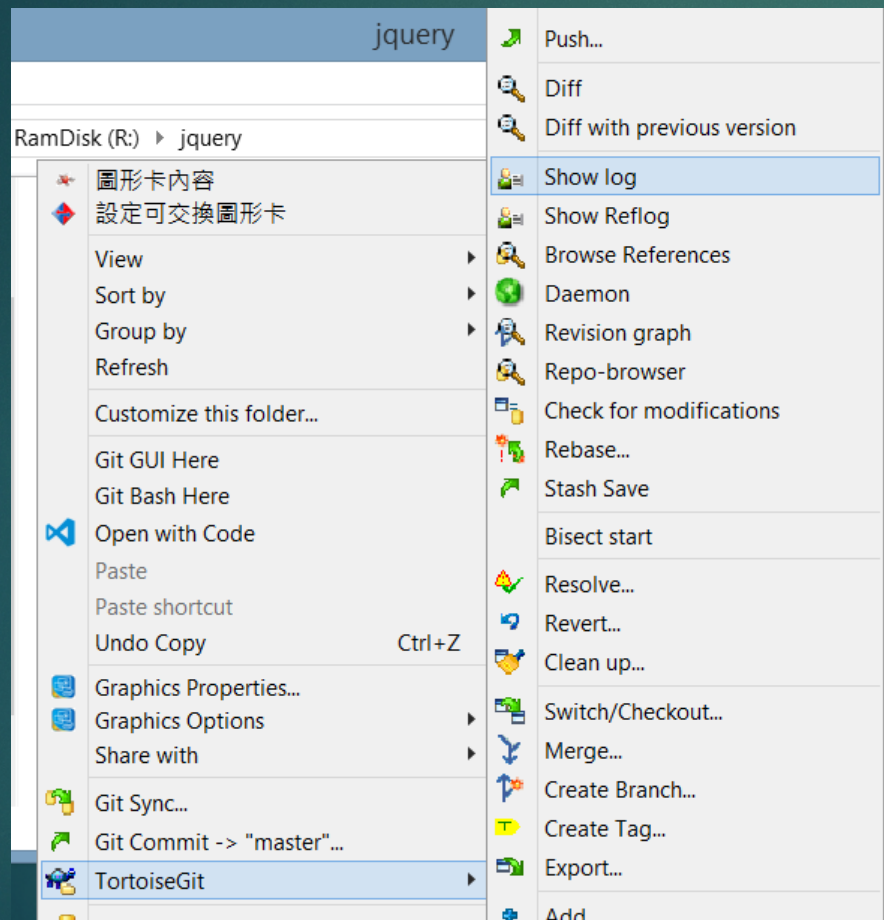 jquery
RamDisk (R:) jquery
圖形卡內容
設定可交換圖形卡
View
Sort by
Group by
Refresh
Customize this folder...
Git GUI Here
Git Bash Here
Open with Code
Paste
Paste shortcut
Undo Copy Ctrl+Z
Graphics Properties...
Graphics Options
Share with
Git Sync...
Git Commit -> "master"...
TortoiseGit
Push...
Diff
Diff with previous version
Show log
Show Reflog
Browse References
Daemon
Revision graph
Repo-browser
Check for modifications
Rebase...
Stash Save
Bisect start
Resolve...
Revert...
Clean up...
Switch/Checkout...
Merge...
Create Branch...
Create Tag...
Export...
Add